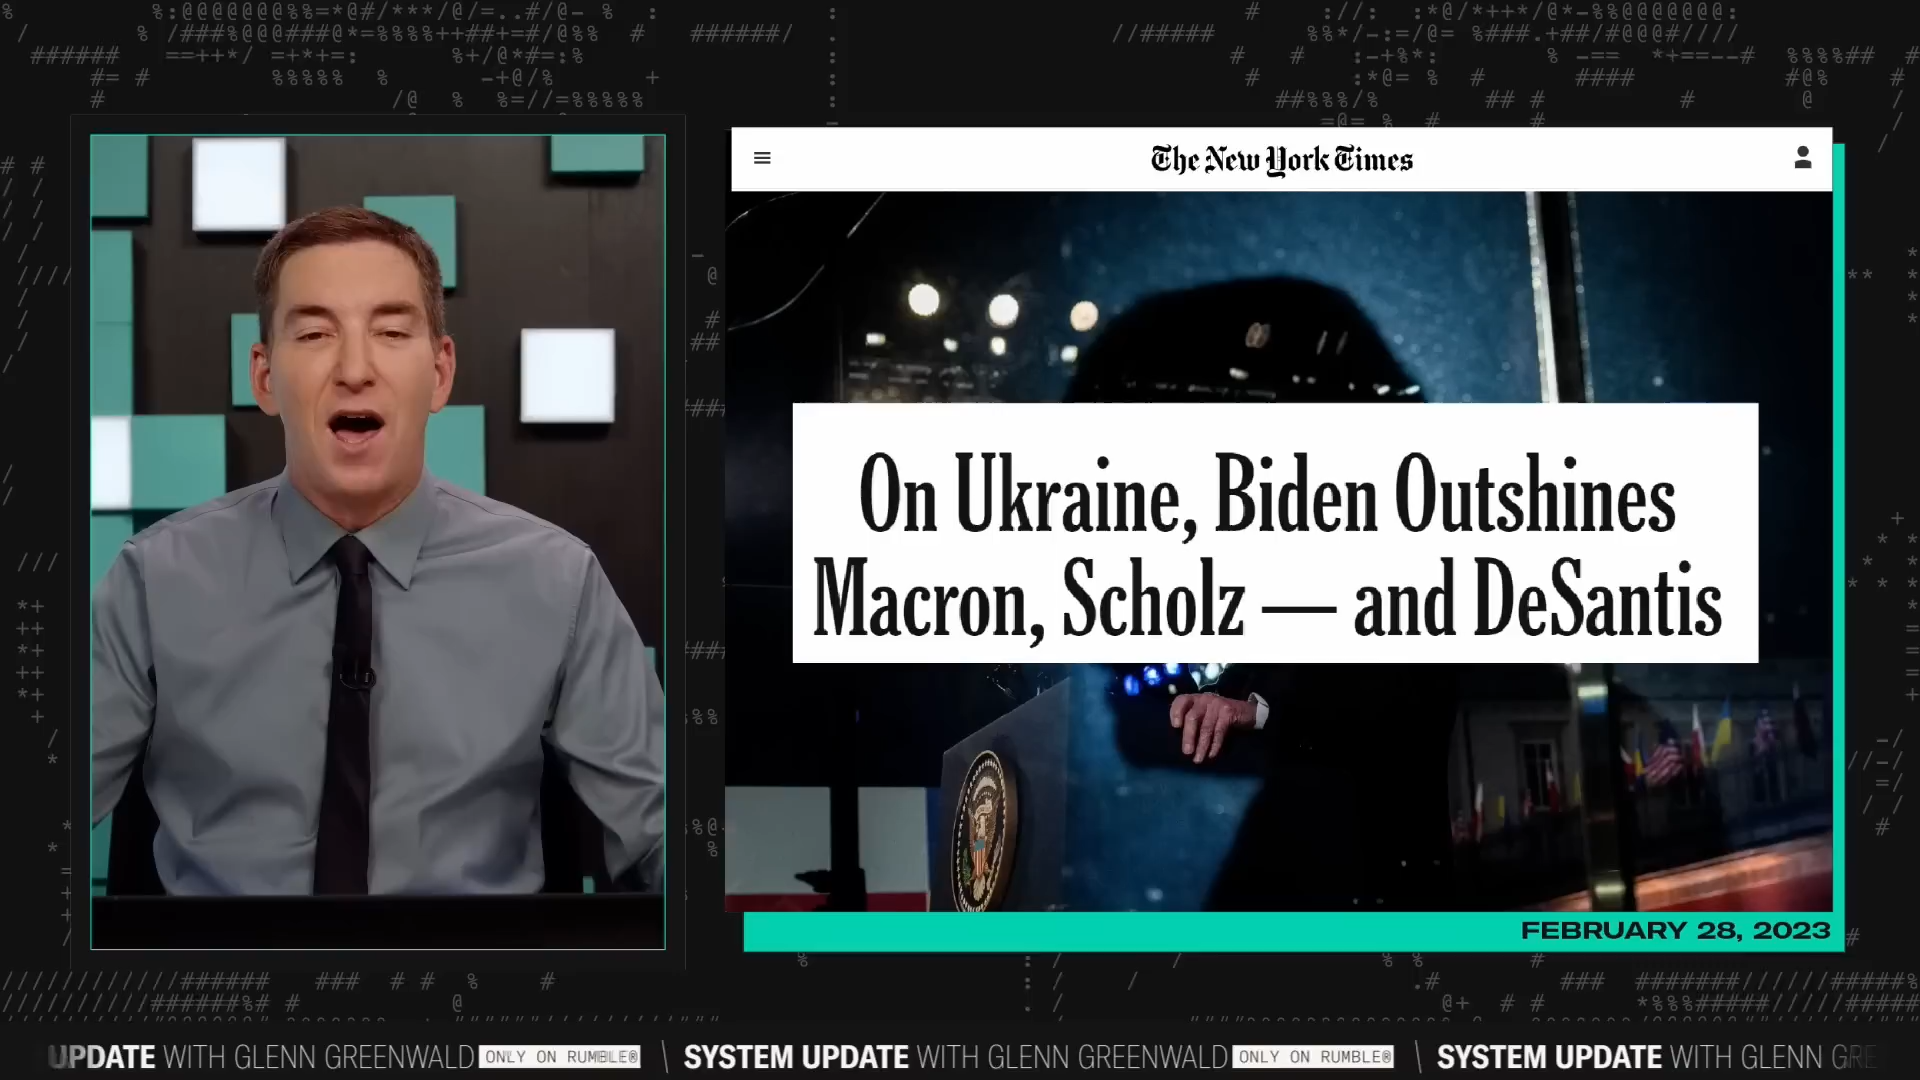 The New York Times
On Ukraine, Biden Outshines
Macron, Scholz — and DeSantis
FEBRUARY 28, 2023
UPDATE WITH GLENN GREENWALD ONLY ON RUMBLE® \ SYSTEM UPDATE WITH GLENN GREENWALD ONLY ON RUMBLE® \ SYSTEM UPDATE WITH GLENN GRE